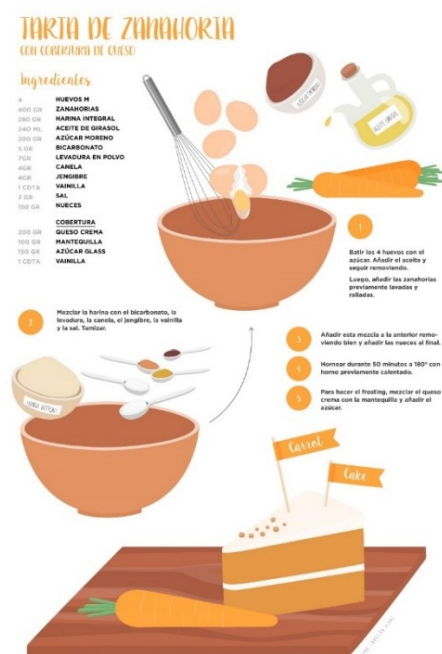 TARTA DE ZANAHORIA
CON COBERTURA DE QUESO
Ingredientes
4 HUEVOS M
400 GR ZANAHORIAS
280 GR HARINA INTEGRAL
240 ML ACEITE DE GIRASOL
200 GR AZÚCAR MORENO
5 GR BICARBONATO
7GR LEVADURA EN POLVO
4GR CANELA
4GR JENGIBRE
1 CDTA VAINILLA
2 GR SAL
150 GR NUECES
COBERTURA
200 GR QUESO CREMA
100 GR MANTEQUILLA
150 GR AZÚCAR GLASS
1 CDTA VAINILLA
1
Batir los 4 huevos con el
azúcar. Añadir el aceite y
seguir removiendo.
Luego, añadir las zanahorias
previamente lavadas y
ralladas.
2
Mezclar la harina con el bicarbonato, la
levadura, la canela, el jengibre, la vainilla
y la sal. Tamizar.
3
Añadir esta mezcla a la anterior remo-
viendo bien y añadir las nueces al final.
4
Hornear durante 50 minutos a 180° con
horno previamente calentado.
5
Para hacer el frosting, mezclar el queso
crema con la mantequilla y añadir el
azúcar.
Carrot
Cake